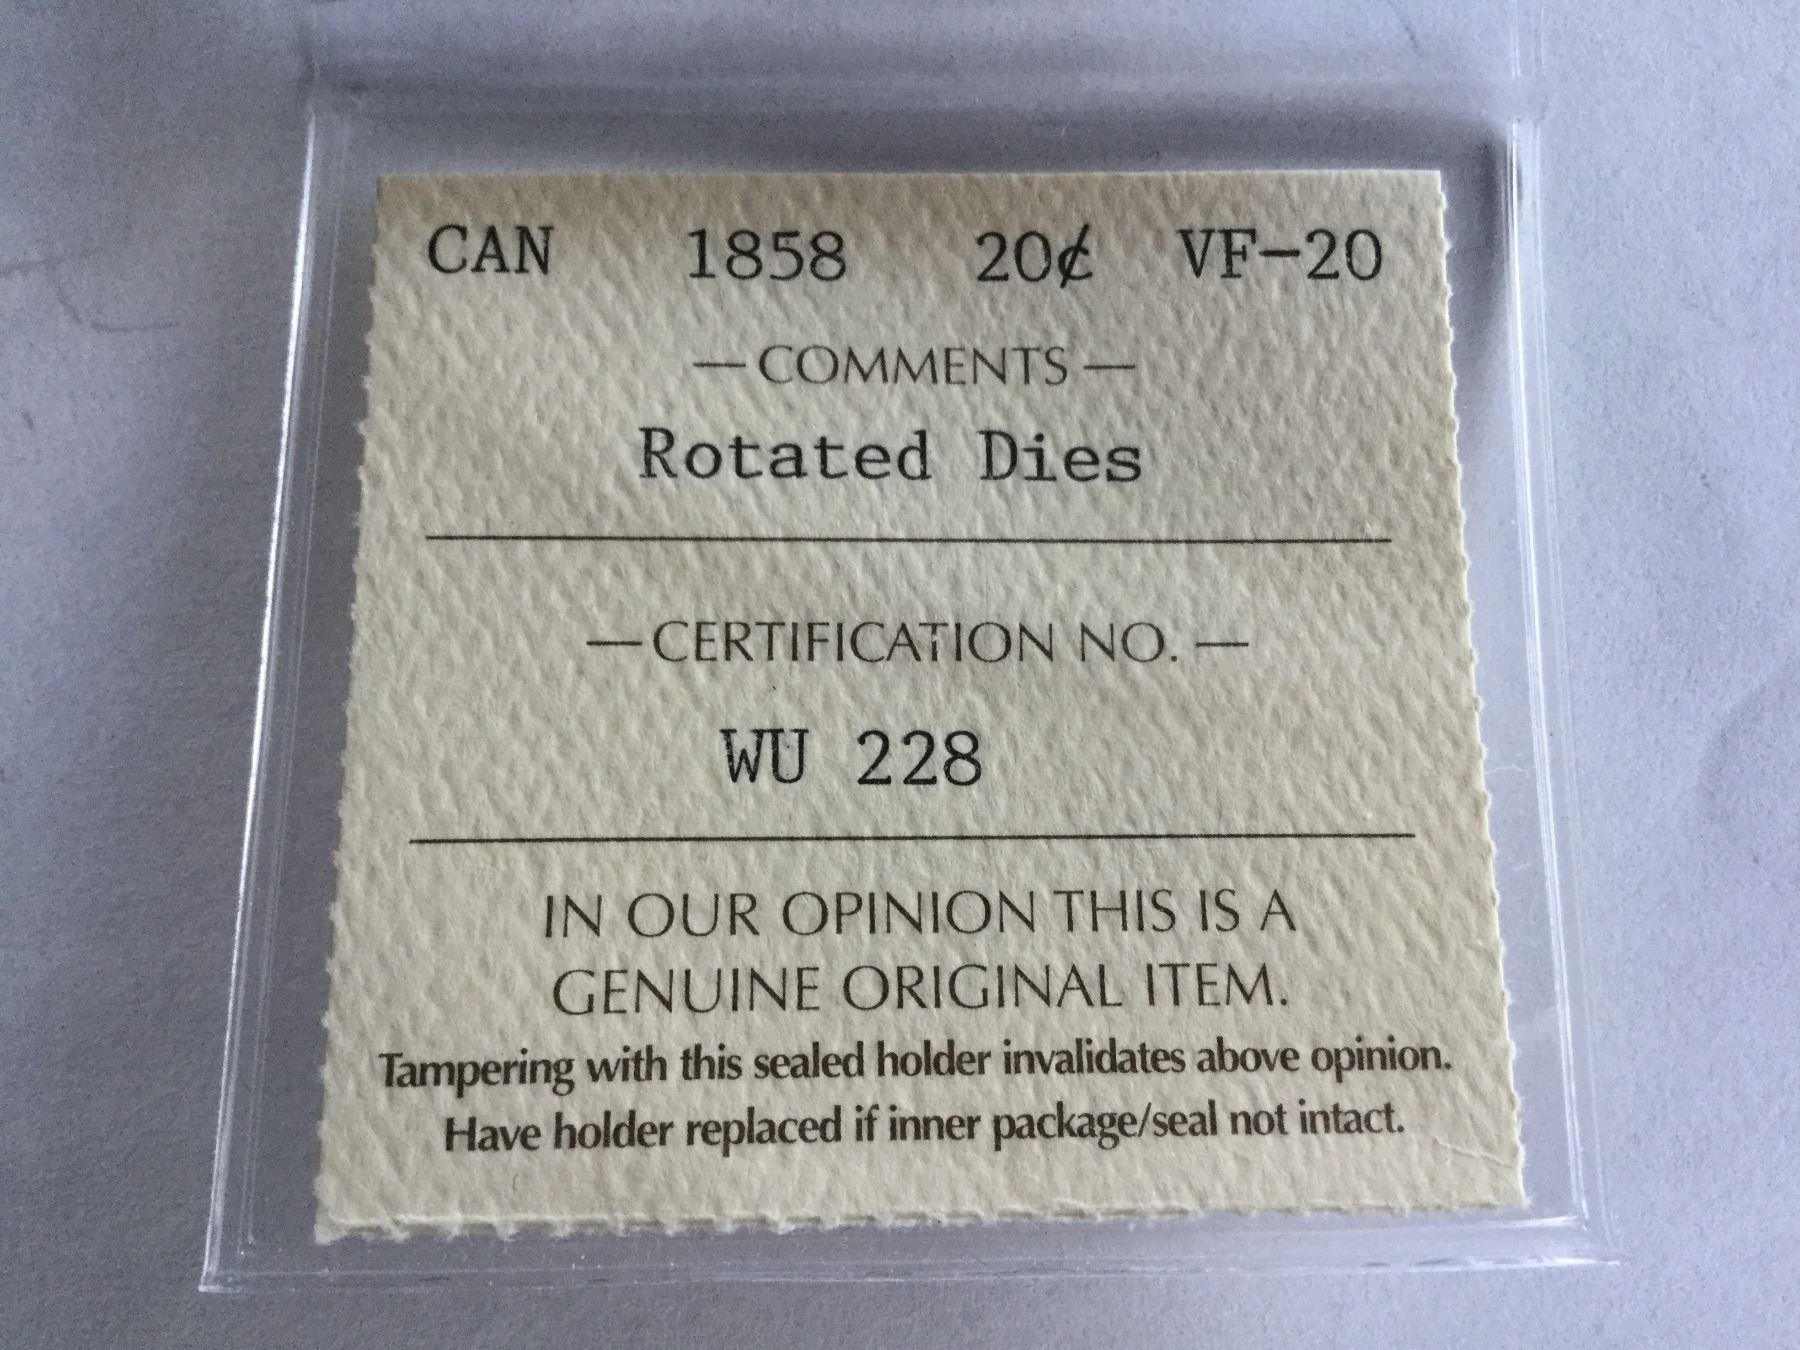 CAN 1858 20¢ VF-20
— COMMENTS —
Rotated Dies
— CERTIFICATION NO. —
WU 228
IN OUR OPINION THIS IS A
GENUINE ORIGINAL ITEM.
Tampering with this sealed holder invalidates above opinion.
Have holder replaced if inner package/seal not intact.